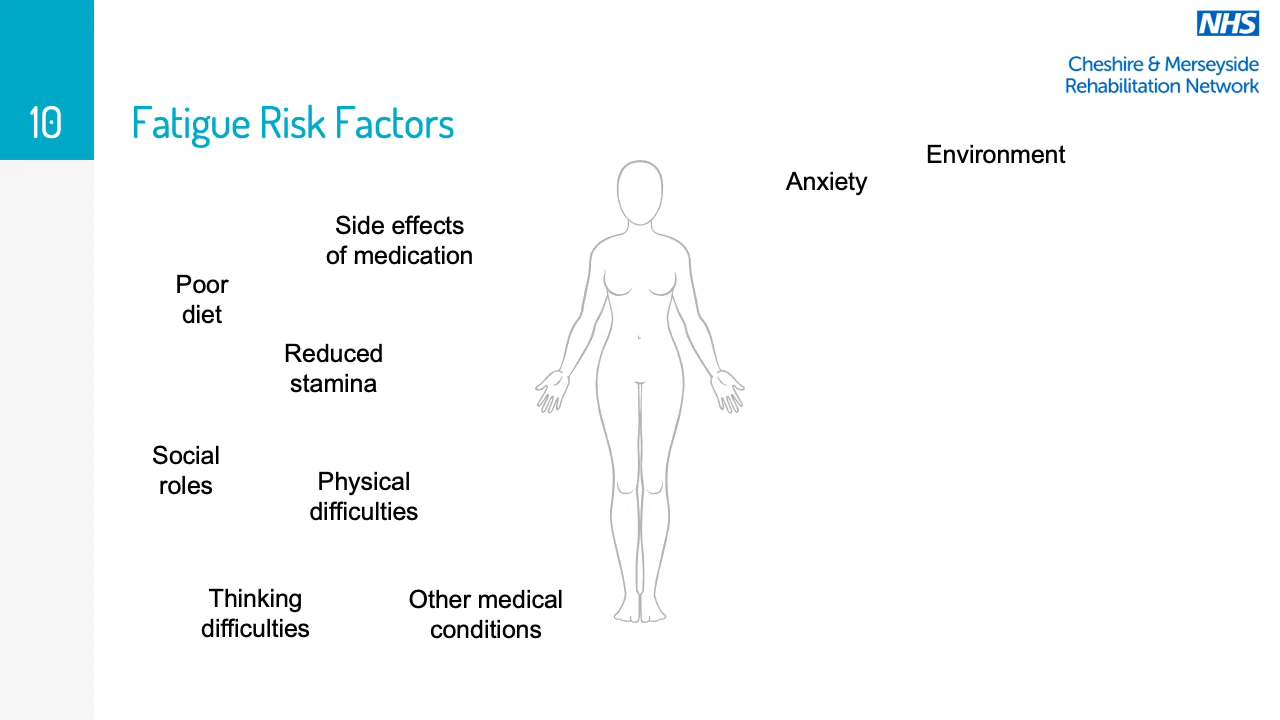 NHS
Cheshire & Merseyside
Rehabilitation Network
10
Fatigue Risk Factors
Environment
Anxiety
Side effects
of medication
Poor
diet
Reduced
stamina
Social
roles
Physical
difficulties
Thinking
difficulties
Other medical
conditions